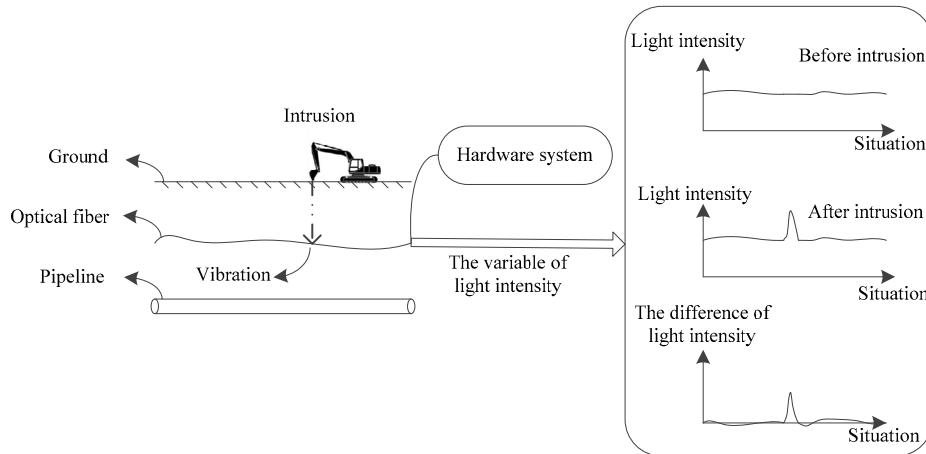 Intrusion
Ground
Optical fiber
Pipeline
Vibration
Hardware system
The variable of
light intensity
Light intensity
Before intrusion
Situation
Light intensity
After intrusion
Situation
The difference of
light intensity
Situation